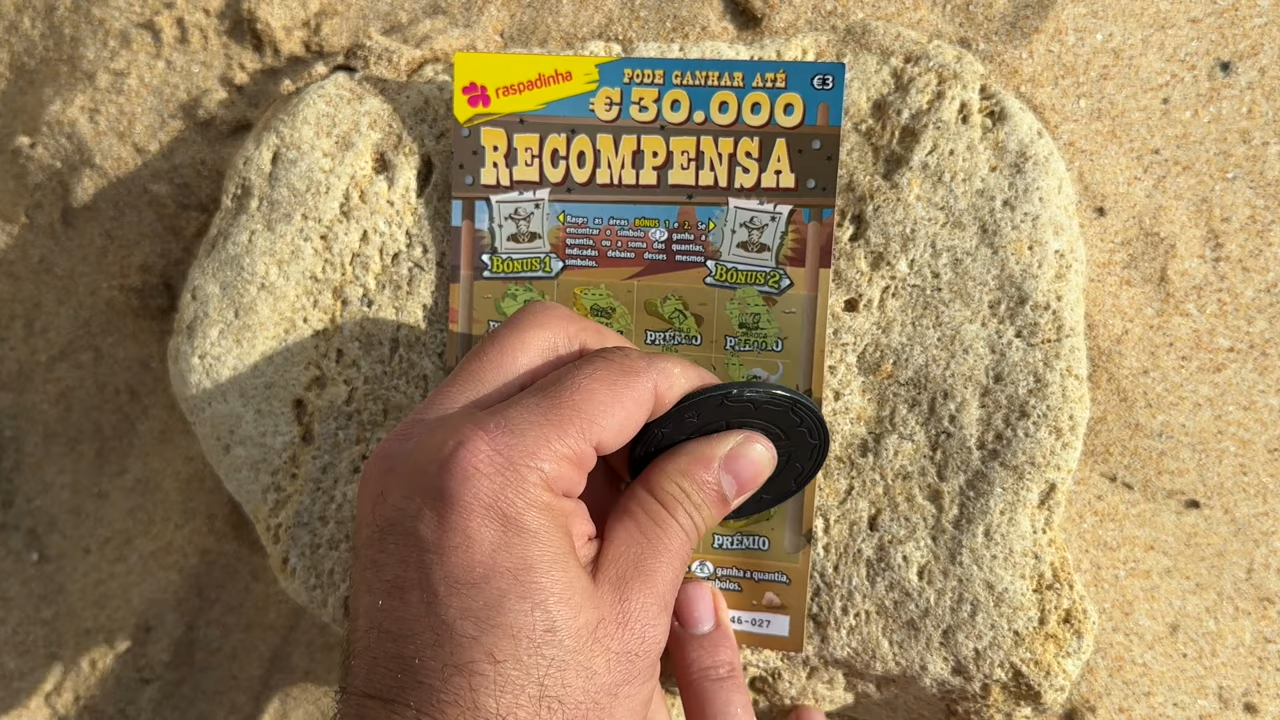 raspadinha
PODE GANHAR ATÉ
€3
€30.000
RECOMPENSA
Raspe as áreas BÓNUS 1 e 2. Se
encontrar o símbolo ganha a
quantia, ou a soma das quantias,
indicadas debaixo desses mesmos
símbolos.
BÓNUS 1
BÓNUS 2
PRÉMIO
PRÉMIO
CARROÇA
PRÉMIO
ganha a quantia,
46-027